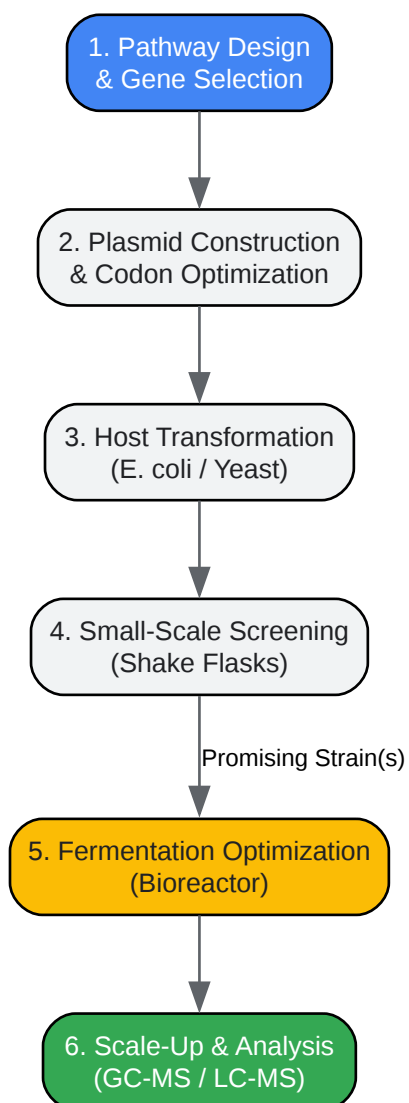 1. Pathway Design
& Gene Selection
2. Plasmid Construction
& Codon Optimization
3. Host Transformation
(E. coli / Yeast)
4. Small-Scale Screening
(Shake Flasks)
Promising Strain(s)
5. Fermentation Optimization
(Bioreactor)
6. Scale-Up & Analysis
(GC-MS / LC-MS)